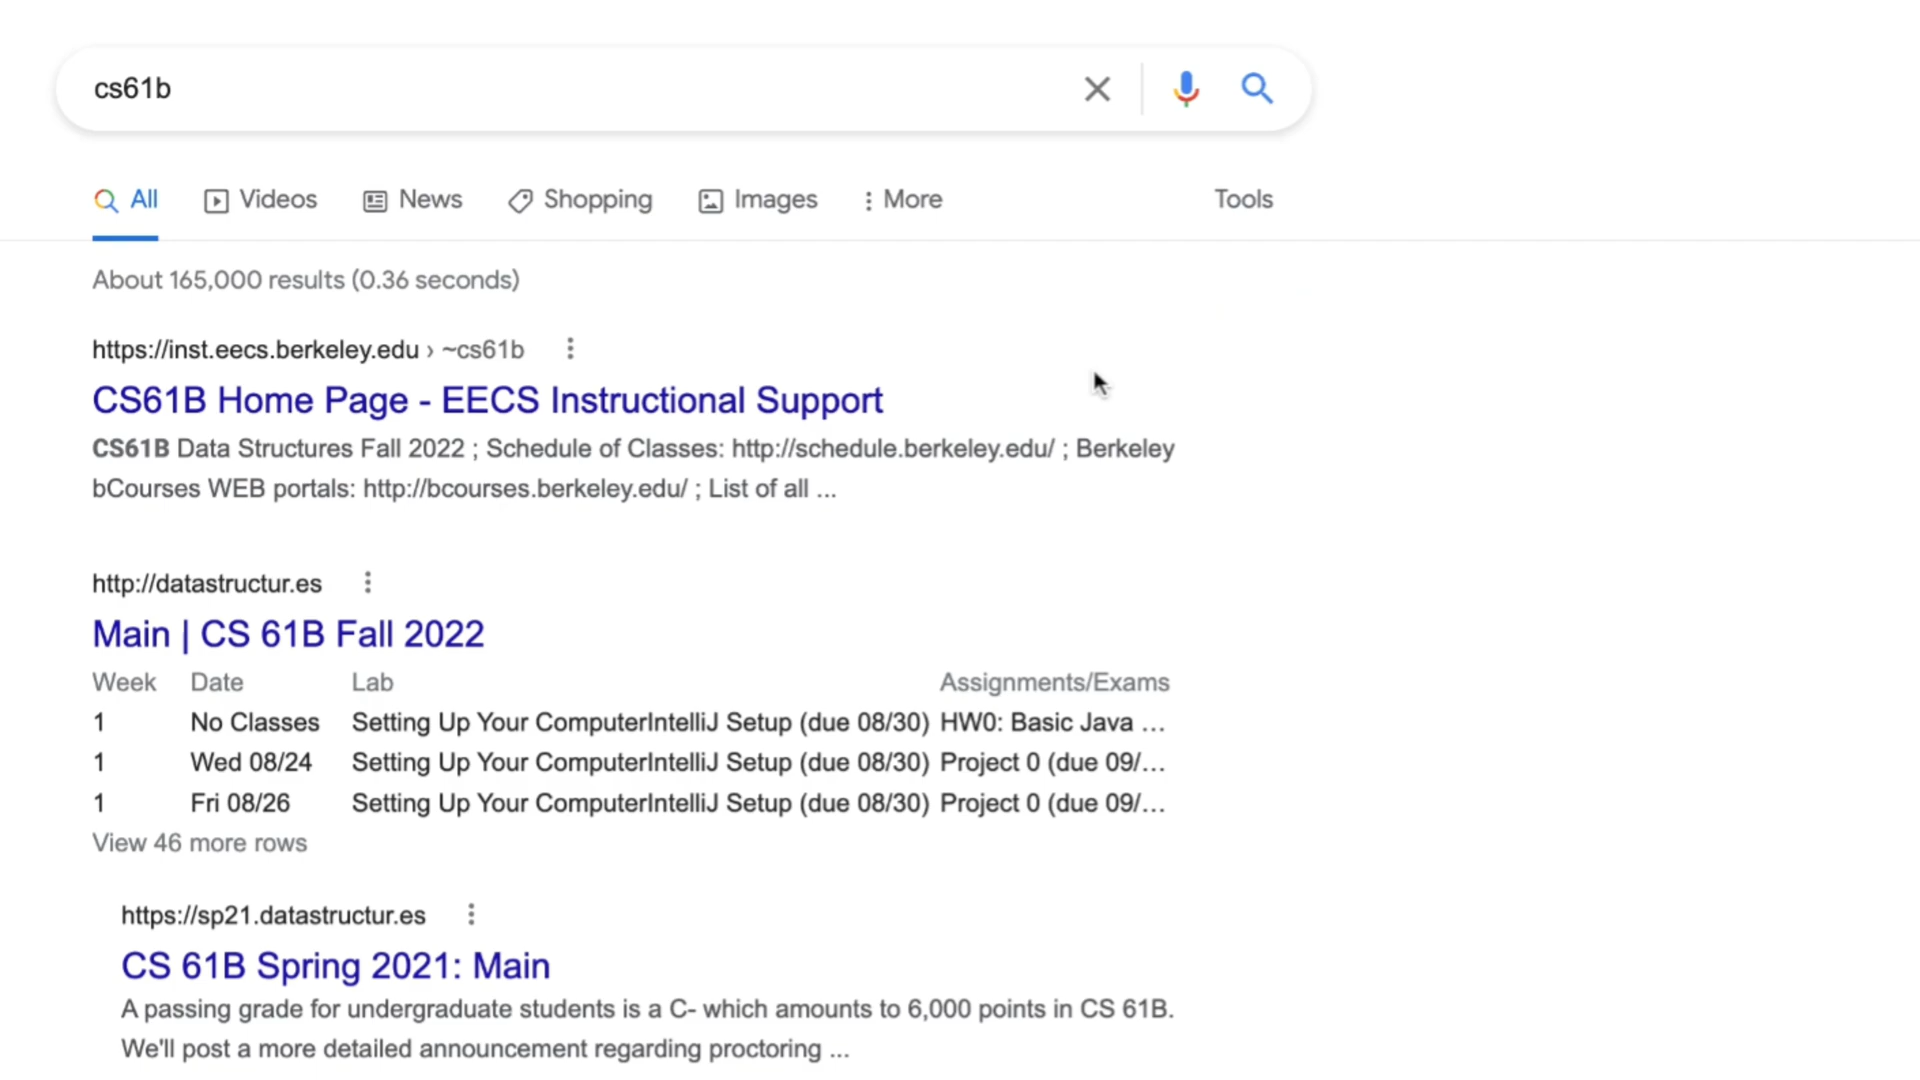 cs61b
All Videos News Shopping Images More Tools
About 165,000 results (0.36 seconds)
https://inst.eecs.berkeley.edu › ~cs61b
CS61B Home Page - EECS Instructional Support
CS61B Data Structures Fall 2022 ; Schedule of Classes: http://schedule.berkeley.edu/ ; Berkeley
bCourses WEB portals: http://bcourses.berkeley.edu/ ; List of all ...
http://datastructur.es
Main | CS 61B Fall 2022
Week Date Lab Assignments/Exams
1 No Classes Setting Up Your ComputerIntelliJ Setup (due 08/30) HW0: Basic Java ...
1 Wed 08/24 Setting Up Your ComputerIntelliJ Setup (due 08/30) Project 0 (due 09/...
1 Fri 08/26 Setting Up Your ComputerIntelliJ Setup (due 08/30) Project 0 (due 09/...
View 46 more rows
https://sp21.datastructur.es
CS 61B Spring 2021: Main
A passing grade for undergraduate students is a C- which amounts to 6,000 points in CS 61B.
We'll post a more detailed announcement regarding proctoring ...